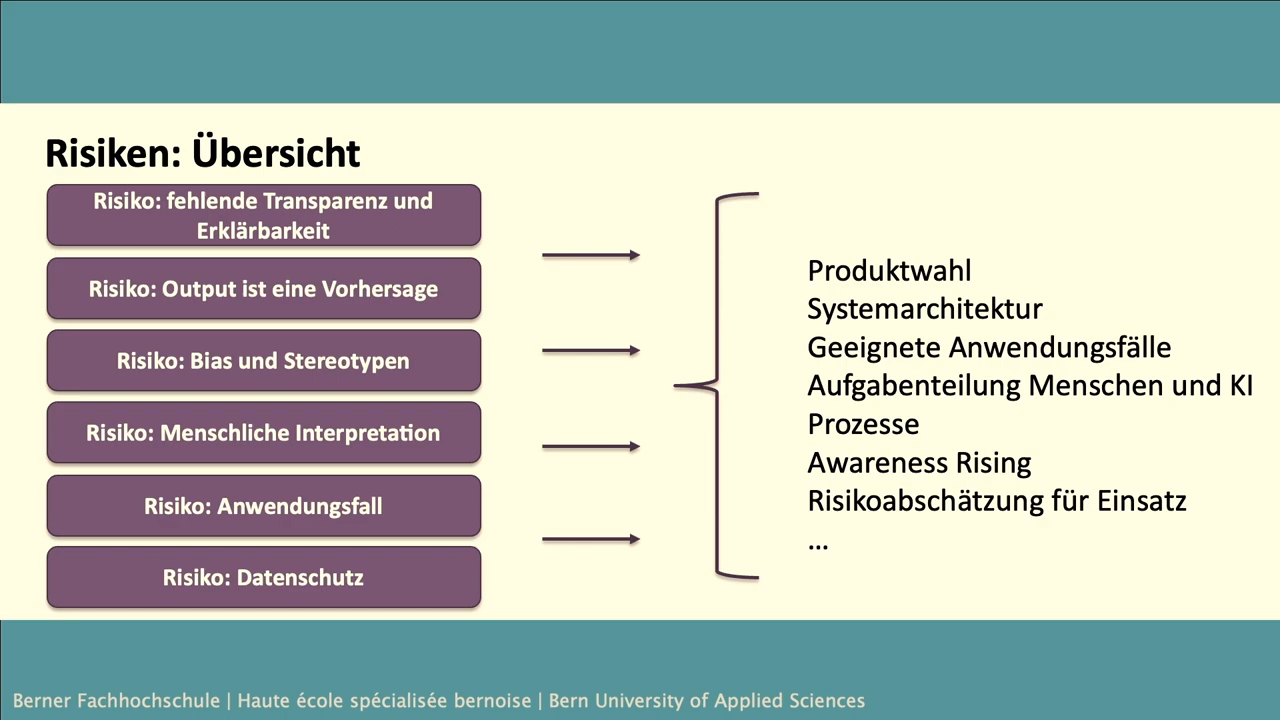 Risiken: Übersicht
Risiko: fehlende Transparenz und
Erklärbarkeit
Risiko: Output ist eine Vorhersage
Risiko: Bias und Stereotypen
Risiko: Menschliche Interpretation
Risiko: Anwendungsfall
Risiko: Datenschutz
Produktwahl
Systemarchitektur
Geeignete Anwendungsfälle
Aufgabenteilung Menschen und KI
Prozesse
Awareness Rising
Risikoabschätzung für Einsatz
...
Berner Fachhochschule | Haute école spécialisée bernoise | Bern University of Applied Sciences